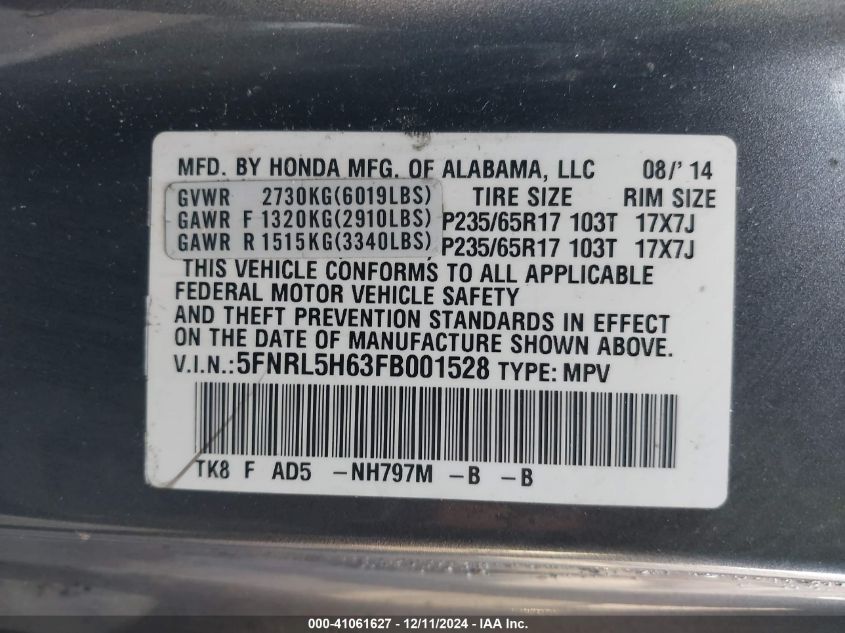 MFD. BY HONDA MFG. OF ALABAMA, LLC 08/' 14
GVWR 2730KG(6019LBS) TIRE SIZE RIM SIZE
GAWR F 1320KG(2910LBS) P235/65R17 103T 17X7J
GAWR R 1515KG(3340LBS) P235/65R17 103T 17X7J
THIS VEHICLE CONFORMS TO ALL APPLICABLE
FEDERAL MOTOR VEHICLE SAFETY
AND THEFT PREVENTION STANDARDS IN EFFECT
ON THE DATE OF MANUFACTURE SHOWN ABOVE.
V.I.N.:5FNRL5H63FB001528 TYPE: MPV
TK8 F AD5 -NH797M -B -B
000-41061627 - 12/11/2024 - IAAI.COM.